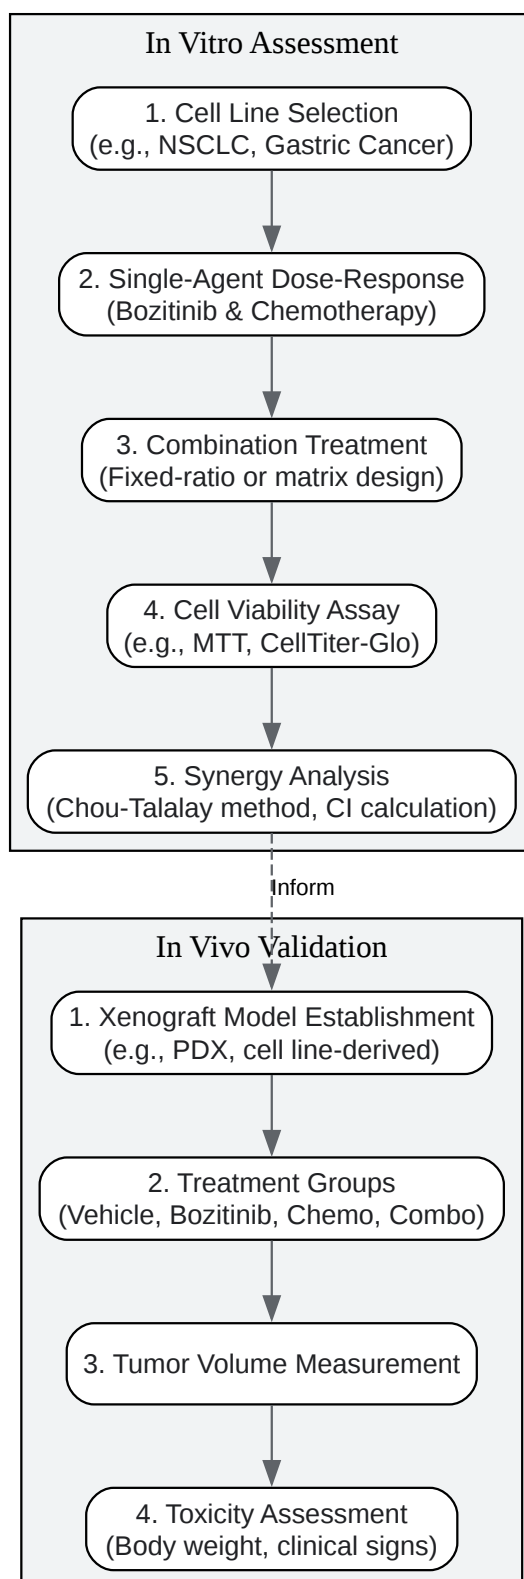 In Vitro Assessment
1. Cell Line Selection
(e.g., NSCLC, Gastric Cancer)
2. Single-Agent Dose-Response
(Bozitinib & Chemotherapy)
3. Combination Treatment
(Fixed-ratio or matrix design)
4. Cell Viability Assay
(e.g., MTT, CellTiter-Glo)
5. Synergy Analysis
(Chou-Talalay method, CI calculation)
Inform
In Vivo Validation
1. Xenograft Model Establishment
(e.g., PDX, cell line-derived)
2. Treatment Groups
(Vehicle, Bozitinib, Chemo, Combo)
3. Tumor Volume Measurement
4. Toxicity Assessment
(Body weight, clinical signs)